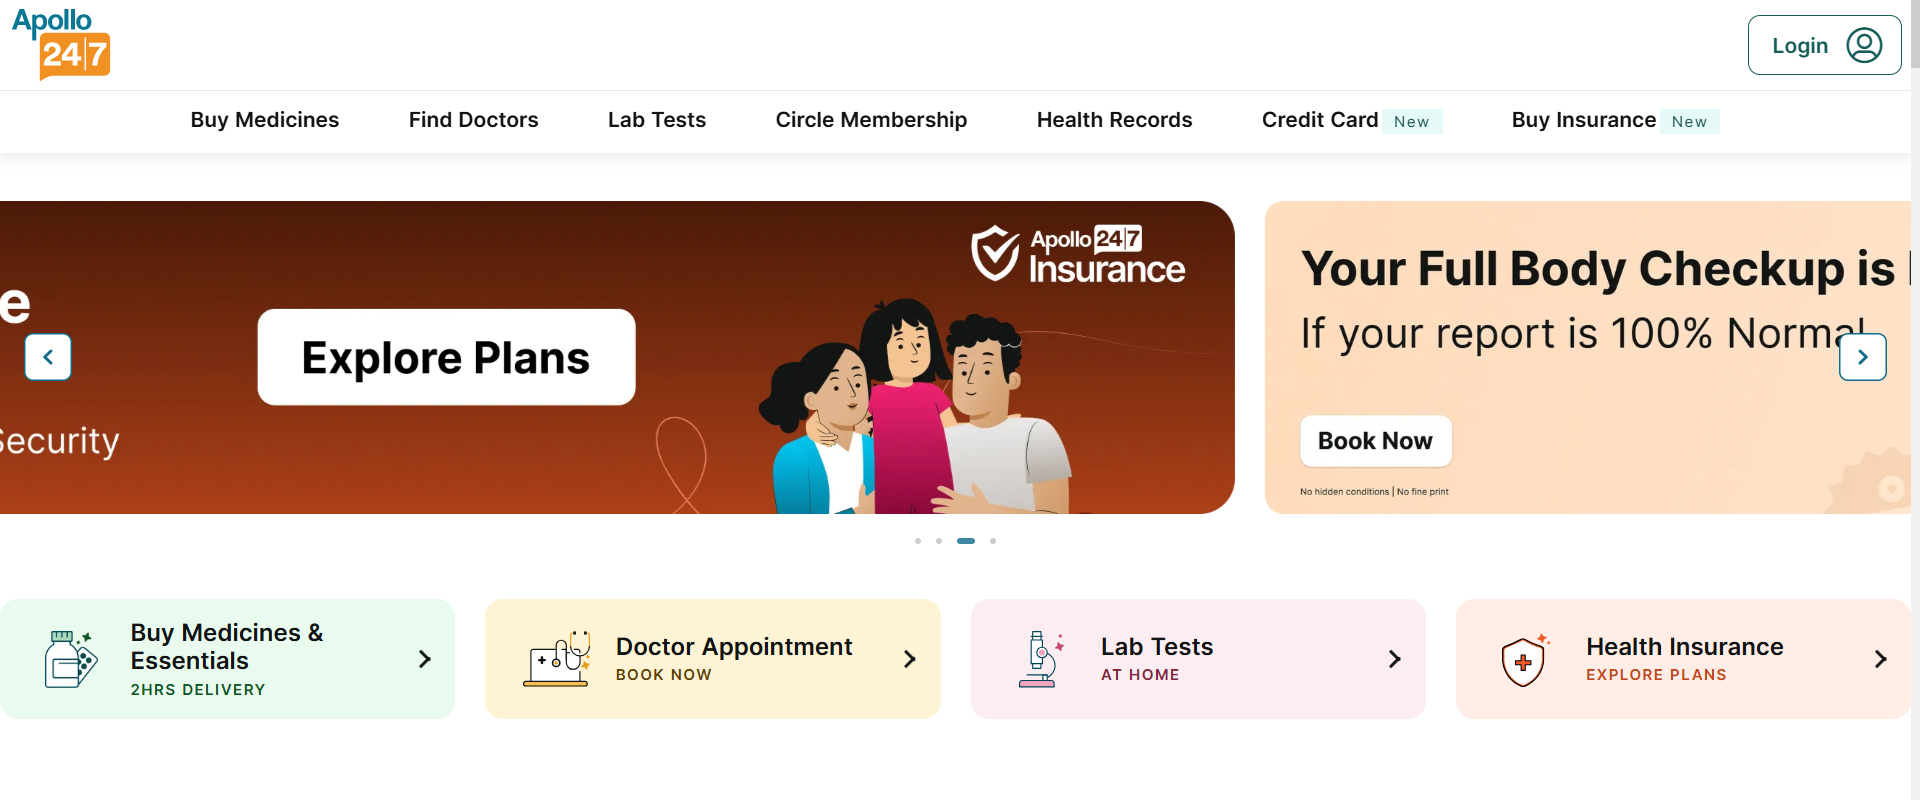 Apollo
24|7
Login
Buy Medicines
Find Doctors
Lab Tests
Circle Membership
Health Records
Credit Card New
Buy Insurance New
e
Security
Explore Plans
Apollo 24|7
Insurance
Your Full Body Checkup is
If your report is 100% Normal
Book Now
No hidden conditions | No fine print
Buy Medicines &
Essentials
2HRS DELIVERY
Doctor Appointment
BOOK NOW
Lab Tests
AT HOME
Health Insurance
EXPLORE PLANS